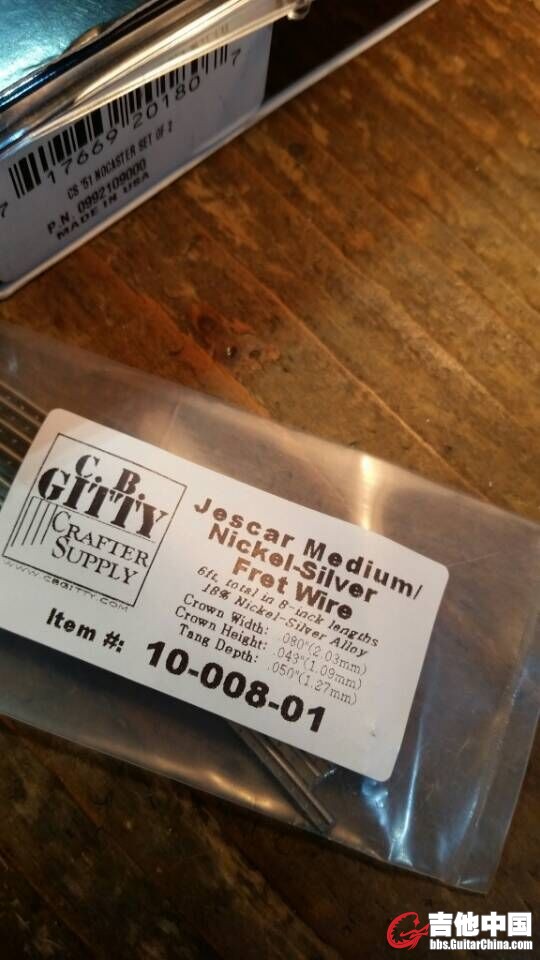 7 17669 20180 7
CS '51 NOCASTER SET OF 2
P.N. 0992109000
MADE IN USA
C. B.
GITTY
CRAFTER
SUPPLY
www.CBGITTY.COM
Jescar Medium/
Nickel-Silver
Fret Wire
6ft. total in 8-inch lengths
18% Nickel-Silver Alloy
Crown Width: .080"(2.03mm)
Crown Height: .043"(1.09mm)
Tang Depth: .050"(1.27mm)
Item #: 10-008-01
吉他中国
bbs.GuitarChina.com